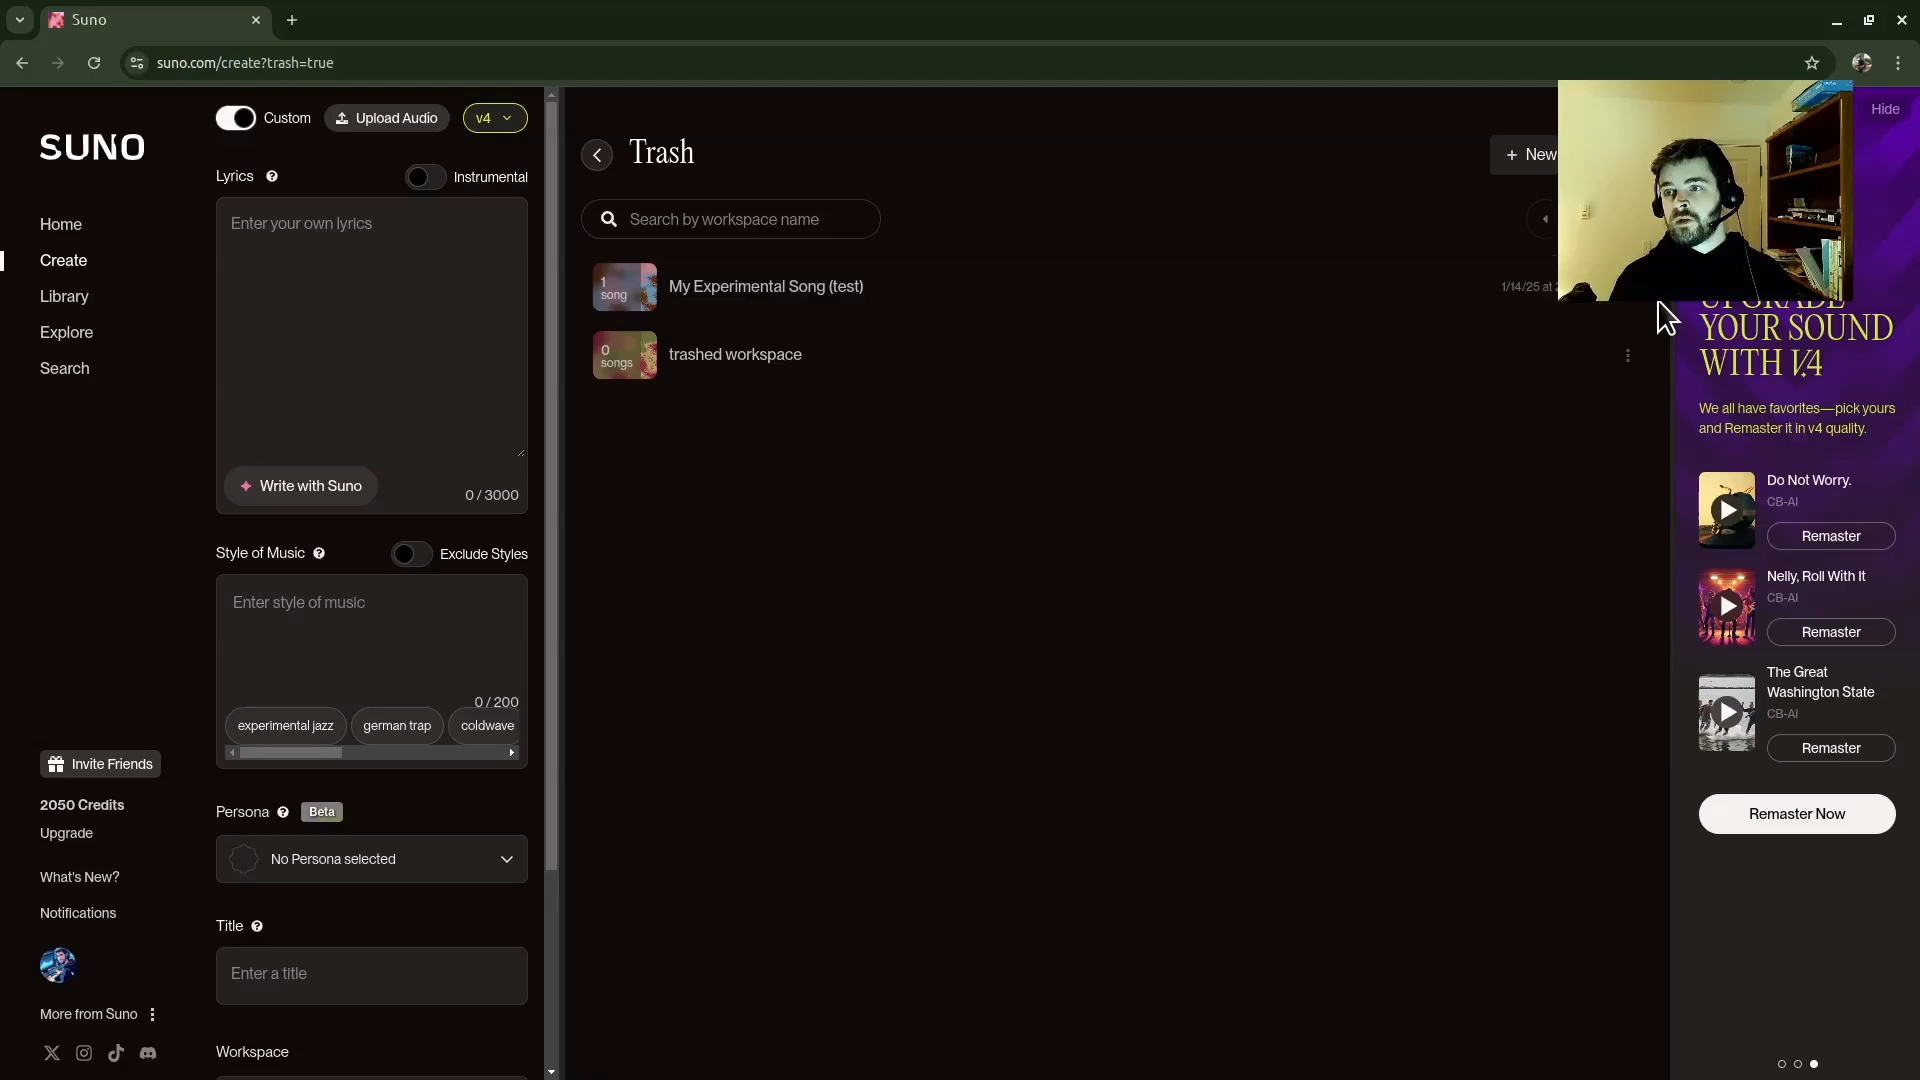 Suno
suno.com/create?trash=true
SUNO
Home
Create
Library
Explore
Search
Invite Friends
2050 Credits
Upgrade
What's New?
Notifications
More from Suno
Custom
Upload Audio
v4
Lyrics
Instrumental
Enter your own lyrics
Write with Suno
0 / 3000
Style of Music
Exclude Styles
Enter style of music
0 / 200
experimental jazz
german trap
coldwave
Persona
Beta
No Persona selected
Title
Enter a title
Workspace
Trash
+ New
Search by workspace name
1
song
My Experimental Song (test)
1/14/25 at
0
songs
trashed workspace
Hide
UPGRADE
YOUR SOUND
WITH V4
We all have favorites—pick yours
and Remaster it in v4 quality.
Do Not Worry.
CB-AI
Remaster
Nelly, Roll With It
CB-AI
Remaster
The Great
Washington State
CB-AI
Remaster
Remaster Now